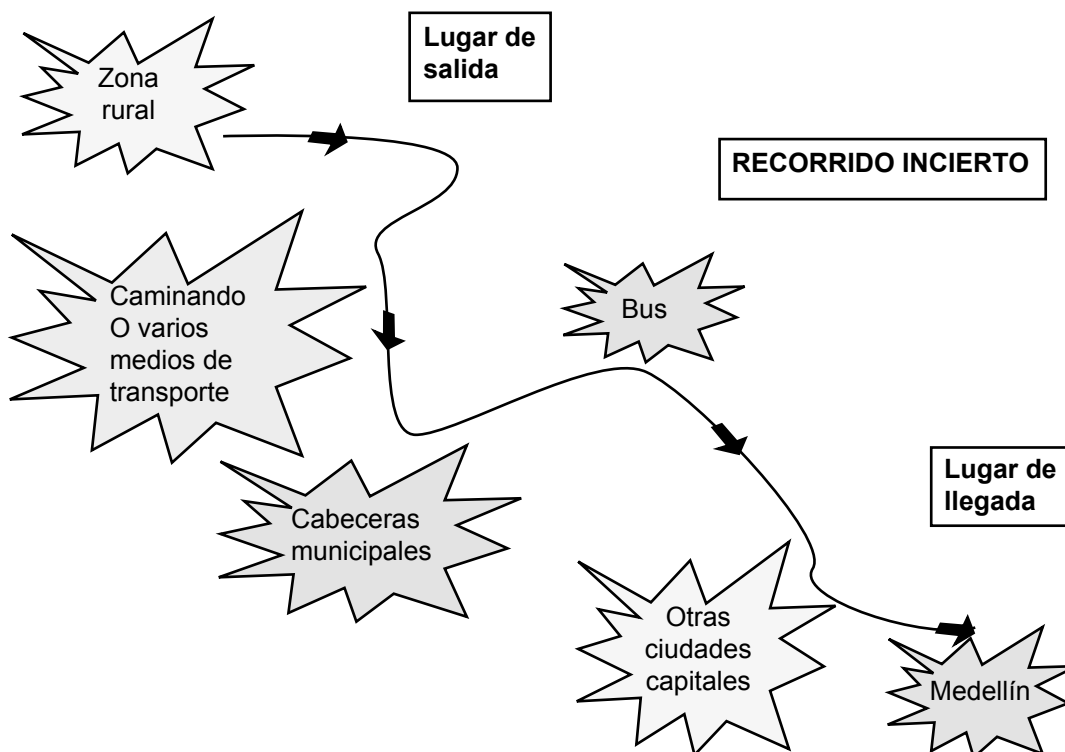 Zona
rural
Lugar de
salida
RECORRIDO INCIERTO
Caminando
O varios
medios de
transporte
Bus
Cabeceras
municipales
Lugar de
llegada
Otras
ciudades
capitales
Medellín